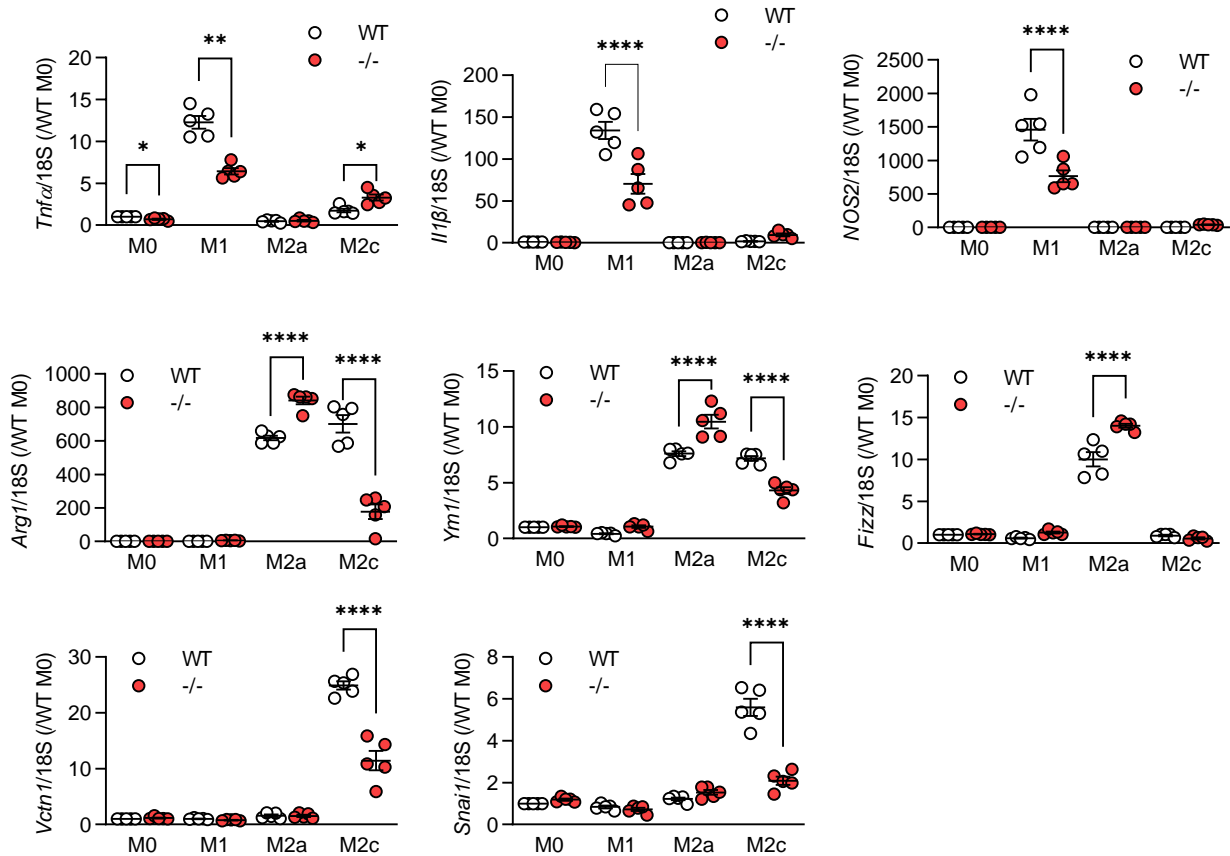 Tnfα/18S (/WT M0)
20
15
10
5
0
*
**
*
WT
-/-
M0 M1 M2a M2c
Il1β/18S (/WT M0)
200
150
100
50
0
****
WT
-/-
M0 M1 M2a M2c
NOS2/18S (/WT M0)
2500
2000
1500
1000
500
0
****
WT
-/-
M0 M1 M2a M2c
Arg1/18S (/WT M0)
1000
800
600
400
200
0
WT
-/-
****
****
M0 M1 M2a M2c
Ym1/18S (/WT M0)
15
10
5
0
WT
-/-
****
****
M0 M1 M2a M2c
Fizz/18S (/WT M0)
20
15
10
5
0
WT
-/-
****
M0 M1 M2a M2c
Vctn1/18S (/WT M0)
30
20
10
0
WT
-/-
****
M0 M1 M2a M2c
Snai1/18S (/WT M0)
8
6
4
2
0
WT
-/-
****
M0 M1 M2a M2c